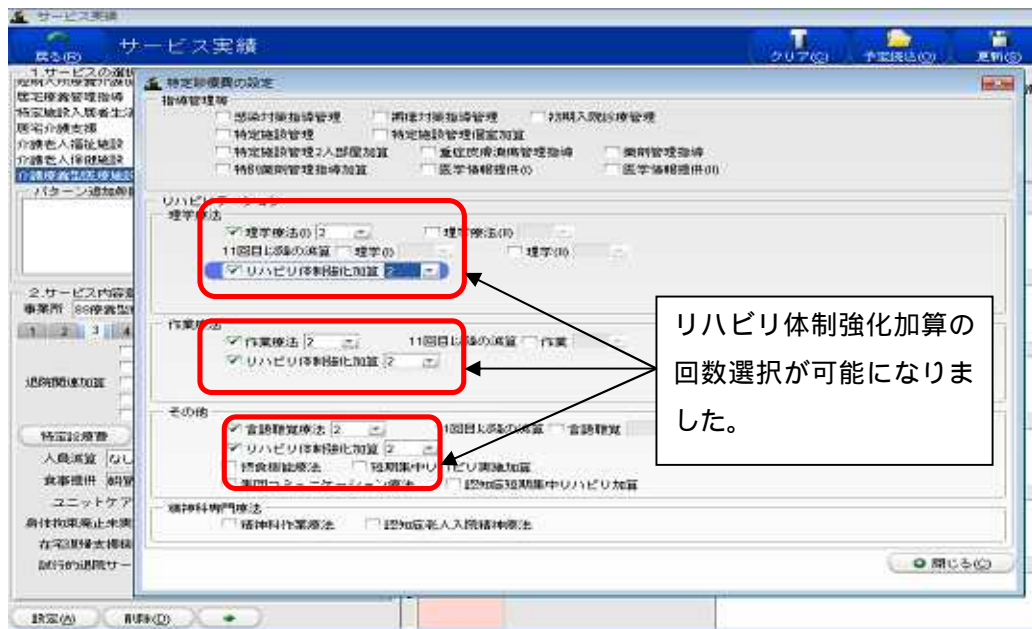 サービス実績
サービス実績
戻る(R)
クリア(C)
予定読込(O)
更新(S)
1.サービスの選択
居宅療養管理指導
特定施設入居者生活
居宅介護支援
介護老人福祉施設
介護老人保健施設
介護療養型医療施設
パターン追加
2.サービス内容
事業所
1 2 3 4
退院関連加算
特定診療費
人員減算 なし
食事提供
ユニットケア
身体拘束廃止未実
在宅復帰支援機
試行的退院サー
設定(A)
削除(D)
特定診療費の設定
指導管理等
感染対策指導管理 褥瘡対策指導管理 初期入院診療管理
特定施設管理 特定施設管理個室加算
特定施設管理2人部屋加算 重症皮膚潰瘍管理指導 薬剤管理指導
特別薬剤管理指導加算 医学情報提供(I) 医学情報提供(II)
リハビリテーション
理学療法
理学療法(I) 2 理学療法(II)
11回目以降の減算 理学(I) 理学(II)
リハビリ体制強化加算 2
作業療法
作業療法 2 11回目以降の減算 作業
リハビリ体制強化加算 2
その他
言語聴覚療法 2 11回目以降の減算 言語聴覚
リハビリ体制強化加算 2
摂食機能療法 短期集中リハビリ実施加算
集団コミュニケーション療法 認知症短期集中リハビリ加算
精神科専門療法
精神科作業療法 認知症老人入院精神療法
閉じる(C)
リハビリ体制強化加算の
回数選択が可能になりま
した。